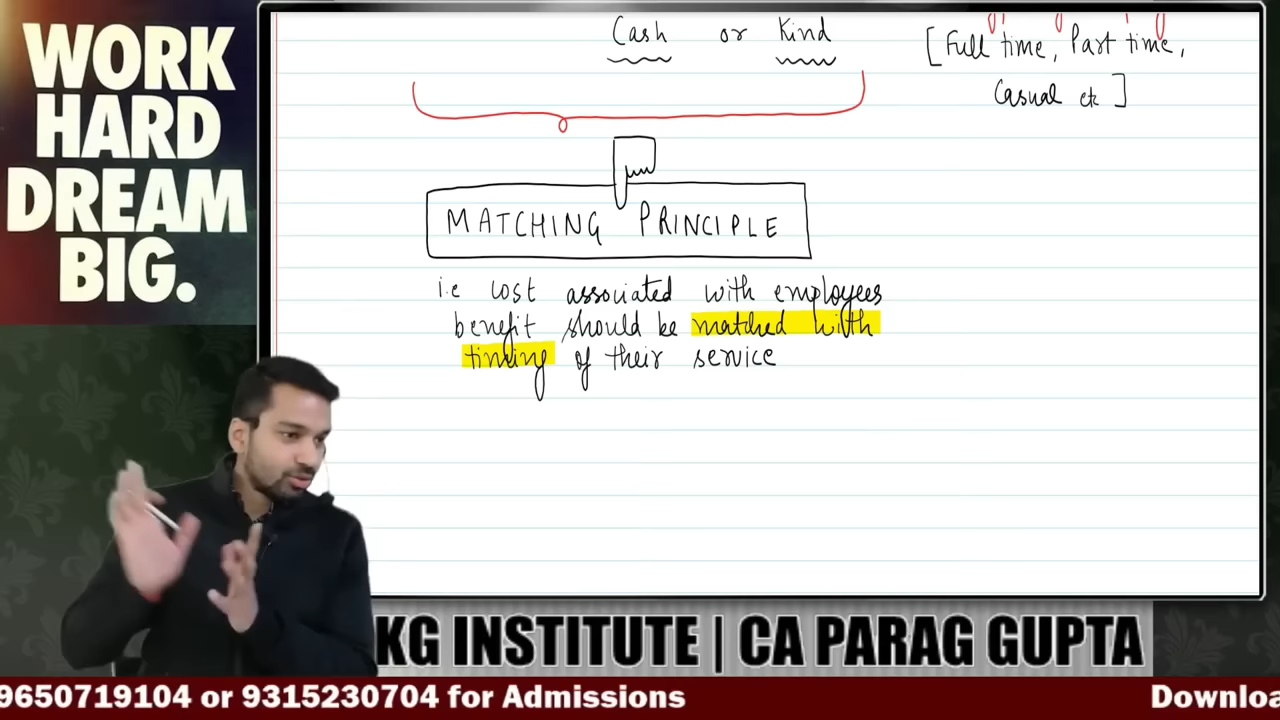 WORK
HARD
DREAM
BIG.
Cash or Kind
[Full time, Part time,
Casual etc]
MATCHING PRINCIPLE
i.e cost associated with employees
benefit should be matched with
timing of their service
KG INSTITUTE | CA PARAG GUPTA
9650719104 or 9315230704 for Admissions
Downloa